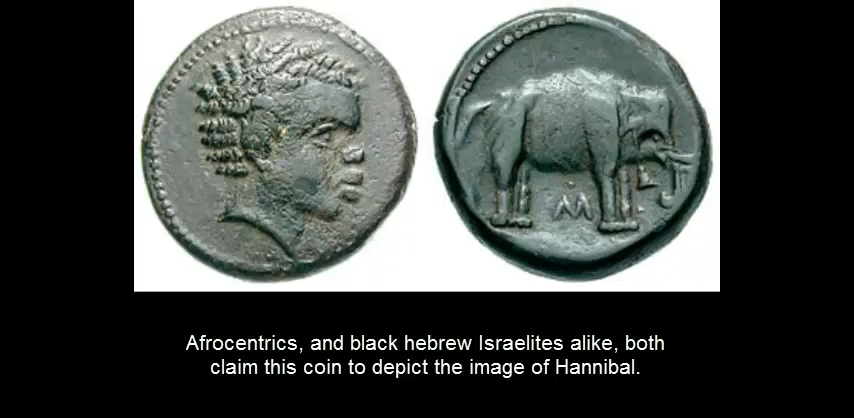 Afrocentrics, and black hebrew Israelites alike, both
claim this coin to depict the image of Hannibal.